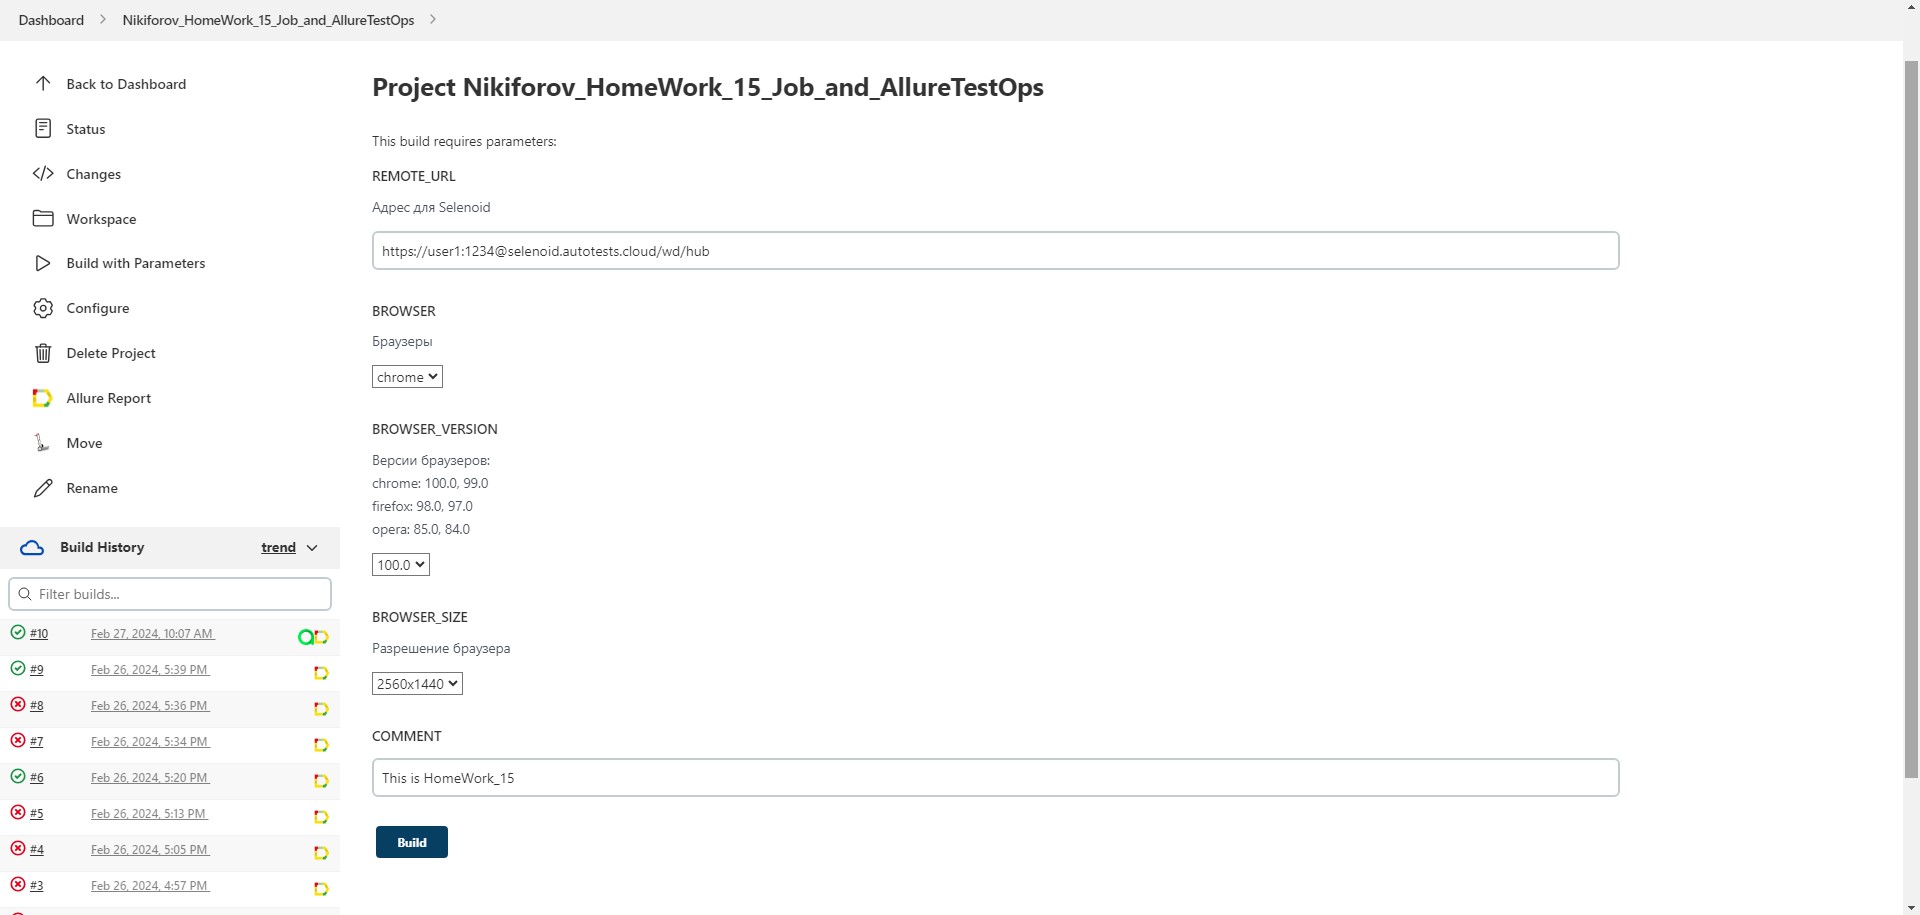 Dashboard
Nikiforov_HomeWork_15_Job_and_AllureTestOps
Back to Dashboard
Status
Changes
Workspace
Build with Parameters
Configure
Delete Project
Allure Report
Move
Rename
Build History
trend
Filter builds...
#10 Feb 27, 2024, 10:07 AM
#9 Feb 26, 2024, 5:39 PM
#8 Feb 26, 2024, 5:36 PM
#7 Feb 26, 2024, 5:34 PM
#6 Feb 26, 2024, 5:20 PM
#5 Feb 26, 2024, 5:13 PM
#4 Feb 26, 2024, 5:05 PM
#3 Feb 26, 2024, 4:57 PM
Project Nikiforov_HomeWork_15_Job_and_AllureTestOps
This build requires parameters:
REMOTE_URL
Адрес для Selenoid
https://user1:1234@selenoid.autotests.cloud/wd/hub
BROWSER
Браузеры
chrome
BROWSER_VERSION
Версии браузеров:
chrome: 100.0, 99.0
firefox: 98.0, 97.0
opera: 85.0, 84.0
100.0
BROWSER_SIZE
Разрешение браузера
2560x1440
COMMENT
This is HomeWork_15
Build